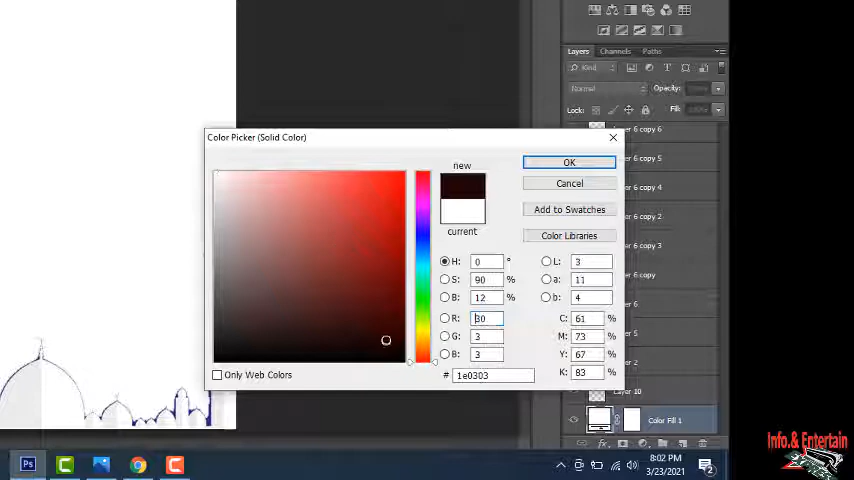 Layers Channels Paths
Kind
Normal Opacity:
Lock: Fill:
Color Picker (Solid Color)
new
current
OK
Cancel
Add to Swatches
Color Libraries
H: 0 °
S: 90 %
B: 12 %
R: 30
G: 3
B: 3
L: 3
a: 11
b: 4
C: 61 %
M: 73 %
Y: 67 %
K: 83 %
# 1e0303
Only Web Colors
er 6 copy 6
er 6 copy 5
er 6 copy 4
er 6 copy 2
er 6 copy 3
er 6 copy
er 6
er 5
er 2
Layer 10
Color Fill 1
fx
Ps
8:02 PM
3/23/2021
2
Info.& Entertain